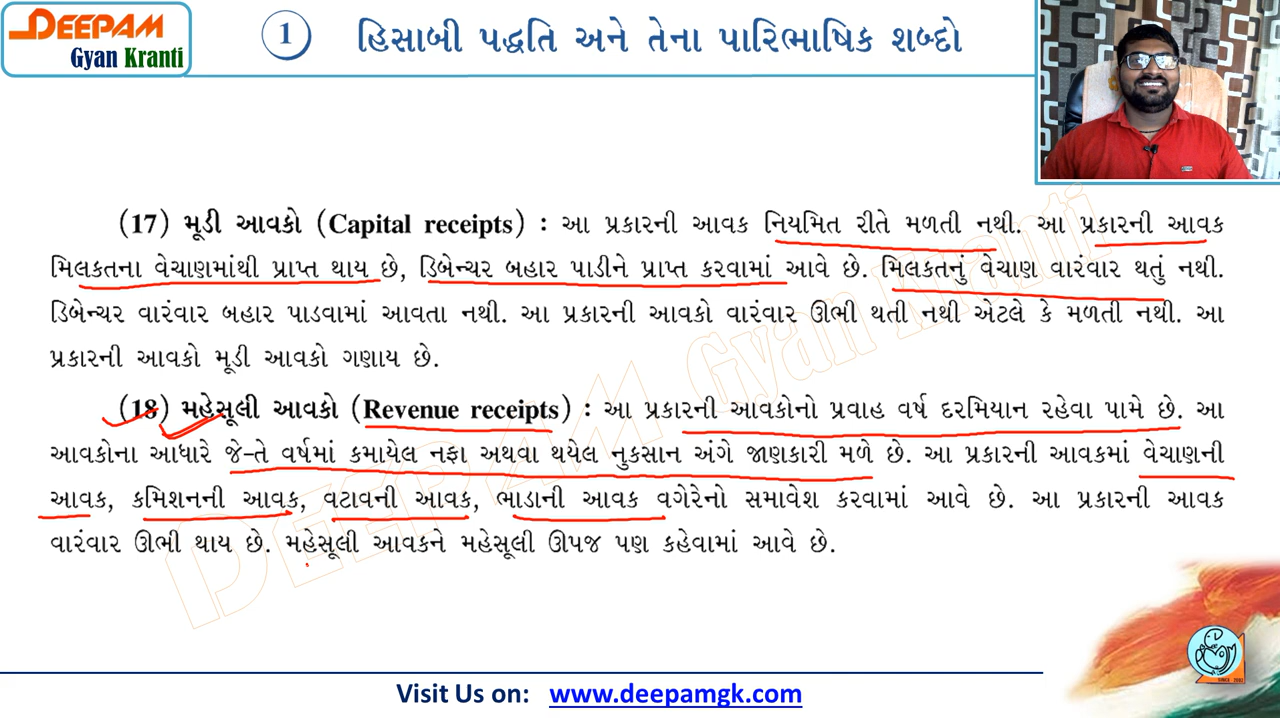 DEEPAM
Gyan Kranti
1 હિસાબી પદ્ધતિ અને તેના પારિભાષિક શબ્દો
(17) મૂડી આવકો (Capital receipts) : આ પ્રકારની આવક નિયમિત રીતે મળતી નથી. આ પ્રકારની આવક
મિલકતના વેચાણમાંથી પ્રાપ્ત થાય છે, ડિબેન્ચર બહાર પાડીને પ્રાપ્ત કરવામાં આવે છે. મિલકતનું વેચાણ વારંવાર થતું નથી.
ડિબેન્ચર વારંવાર બહાર પાડવામાં આવતા નથી. આ પ્રકારની આવકો વારંવાર ઊભી થતી નથી એટલે કે મળતી નથી. આ
પ્રકારની આવકો મૂડી આવકો ગણાય છે.
(18) મહેસૂલી આવકો (Revenue receipts) : આ પ્રકારની આવકોનો પ્રવાહ વર્ષ દરમિયાન રહેવા પામે છે. આ
આવકોના આધારે જે-તે વર્ષમાં કમાયેલ નફા અથવા થયેલ નુકસાન અંગે જાણકારી મળે છે. આ પ્રકારની આવકમાં વેચાણની
આવક, કમિશનની આવક, વટાવની આવક, ભાડાની આવક વગેરેનો સમાવેશ કરવામાં આવે છે. આ પ્રકારની આવક
વારંવાર ઊભી થાય છે. મહેસૂલી આવકને મહેસૂલી ઊપજ પણ કહેવામાં આવે છે.
DEEPAM Gyan Kranti
SINCE 2002
Visit Us on: www.deepamgk.com